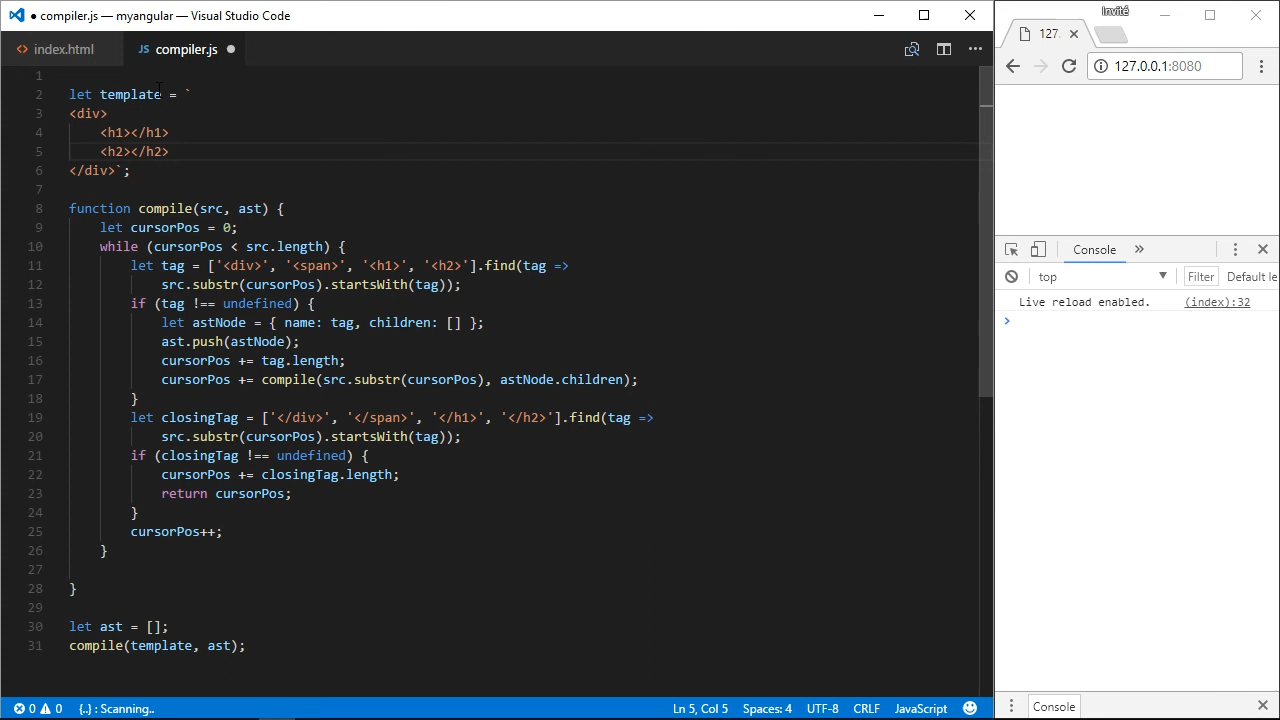 ● compiler.js — myangular — Visual Studio Code
<> index.html
JS compiler.js ●
1
2 let template = `
3 <div>
4     <h1></h1>
5     <h2></h2>
6 </div>`;
7
8 function compile(src, ast) {
9     let cursorPos = 0;
10     while (cursorPos < src.length) {
11         let tag = ['<div>', '<span>', '<h1>', '<h2>'].find(tag =>
12             src.substr(cursorPos).startsWith(tag));
13         if (tag !== undefined) {
14             let astNode = { name: tag, children: [] };
15             ast.push(astNode);
16             cursorPos += tag.length;
17             cursorPos += compile(src.substr(cursorPos), astNode.children);
18         }
19         let closingTag = ['</div>', '</span>', '</h1>', '</h2>'].find(tag =>
20             src.substr(cursorPos).startsWith(tag));
21         if (closingTag !== undefined) {
22             cursorPos += closingTag.length;
23             return cursorPos;
24         }
25         cursorPos++;
26     }
27
28 }
29
30 let ast = [];
31 compile(template, ast);
0 0 {..} : Scanning..
Ln 5, Col 5 Spaces: 4 UTF-8 CRLF JavaScript
Invité
127.
127.0.0.1:8080
Console »
top Filter Default le
Live reload enabled. (index):32
>
Console